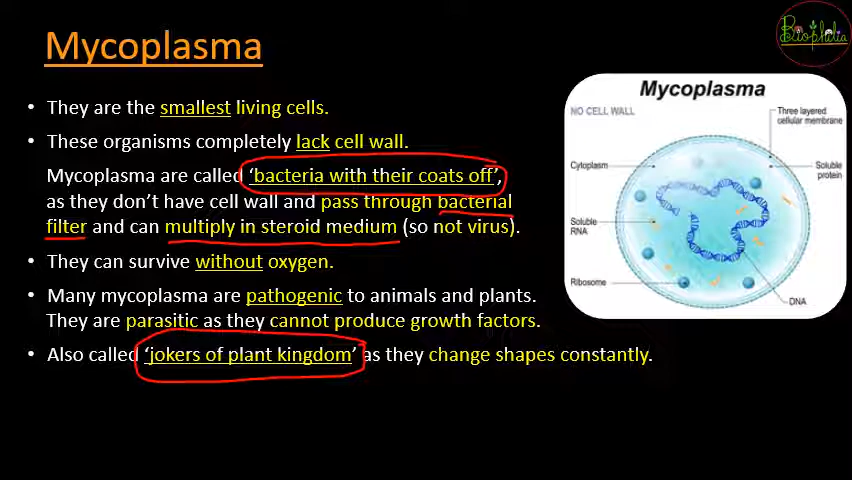 Mycoplasma
Biophilia
• They are the smallest living cells.
• These organisms completely lack cell wall.
Mycoplasma are called ‘bacteria with their coats off’,
as they don’t have cell wall and pass through bacterial
filter and can multiply in steroid medium (so not virus).
• They can survive without oxygen.
• Many mycoplasma are pathogenic to animals and plants.
They are parasitic as they cannot produce growth factors.
• Also called ‘jokers of plant kingdom’ as they change shapes constantly.
Mycoplasma
NO CELL WALL
Three layered
cellular membrane
Cytoplasm
Soluble
protein
Soluble
RNA
Ribosome
DNA